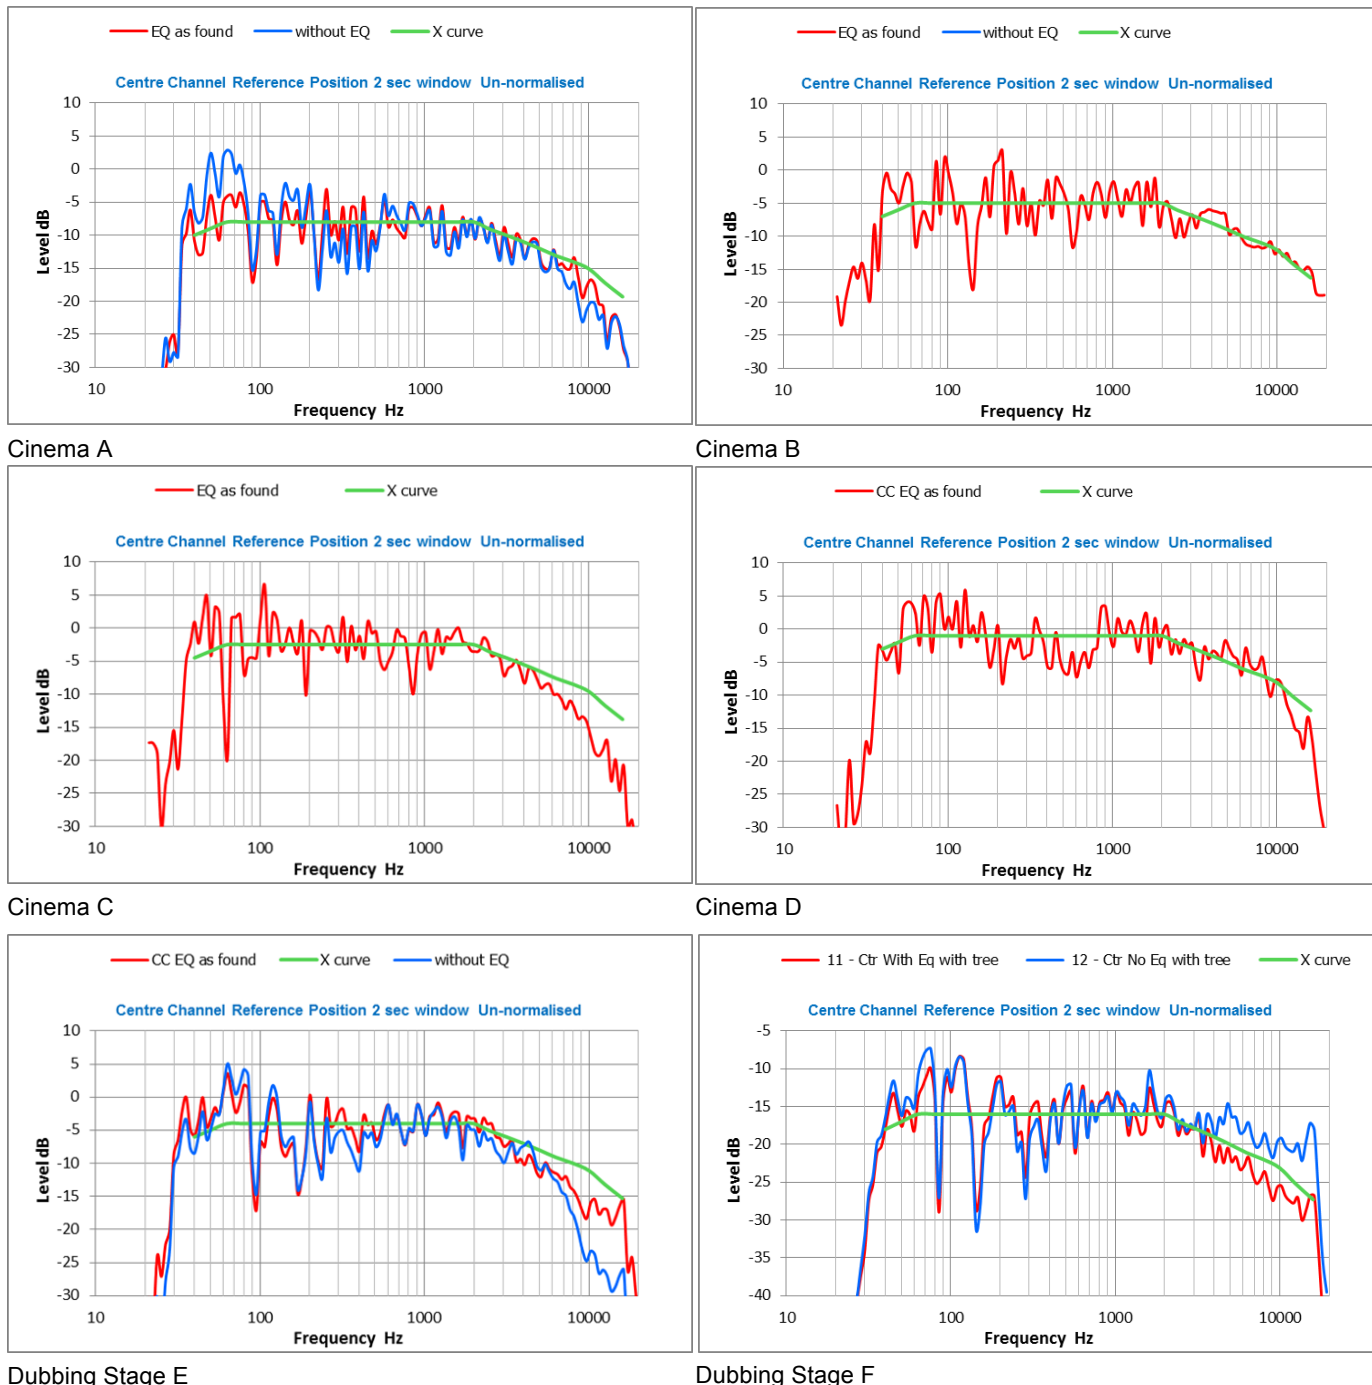 EQ as found without EQ X curve
Centre Channel Reference Position 2 sec window Un-normalised
10
5
0
-5
-10
-15
-20
-25
-30
Level dB
10 100 1000 10000
Frequency Hz
Cinema A
EQ as found without EQ X curve
Centre Channel Reference Position 2 sec window Un-normalised
10
5
0
-5
-10
-15
-20
-25
-30
Level dB
10 100 1000 10000
Frequency Hz
Cinema B
EQ as found X curve
Centre Channel Reference Position 2 sec window Un-normalised
10
5
0
-5
-10
-15
-20
-25
-30
Level dB
10 100 1000 10000
Frequency Hz
Cinema C
CC EQ as found X curve
Centre Channel Reference Position 2 sec window Un-normalised
10
5
0
-5
-10
-15
-20
-25
-30
Level dB
10 100 1000 10000
Frequency Hz
Cinema D
CC EQ as found X curve without EQ
Centre Channel Reference Position 2 sec window Un-normalised
10
5
0
-5
-10
-15
-20
-25
-30
Level dB
10 100 1000 10000
Frequency Hz
Dubbing Stage E
11 - Ctr With Eq with tree 12 - Ctr No Eq with tree X curve
Centre Channel Reference Position 2 sec window Un-normalised
-5
-10
-15
-20
-25
-30
-35
-40
Level dB
10 100 1000 10000
Frequency Hz
Dubbing Stage F